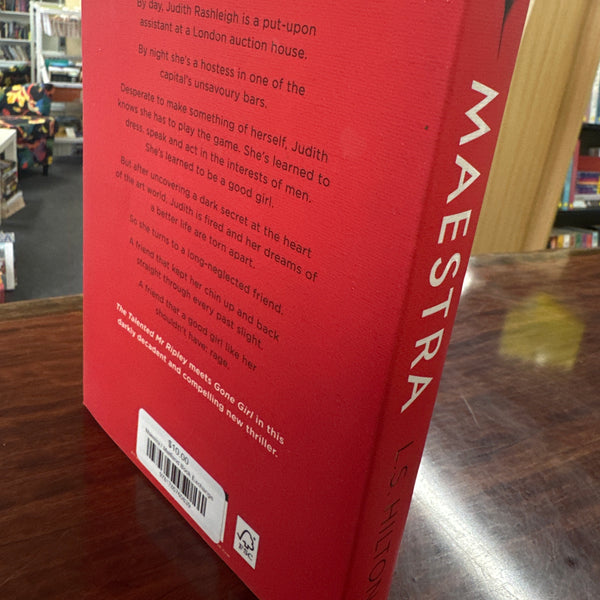 By day, Judith Rashleigh is a put-upon
assistant at a London auction house.
By night she's a hostess in one of the
capital's unsavoury bars.
Desperate to make something of herself, Judith
knows she has to play the game. She's learned to
dress, speak and act in the interests of men.
She's learned to be a good girl.
But after uncovering a dark secret at the heart
of the art world, Judith is fired and her dreams of
a better life are torn apart.
So she turns to a long-neglected friend.
A friend that kept her chin up and back
straight through every past slight.
A friend that a good girl like her
shouldn't have: rage.
The Talented Mr Ripley meets Gone Girl in this
darkly decadent and compelling new thriller.
$10.00
FSC
MAESTRA
L.S. HILTON